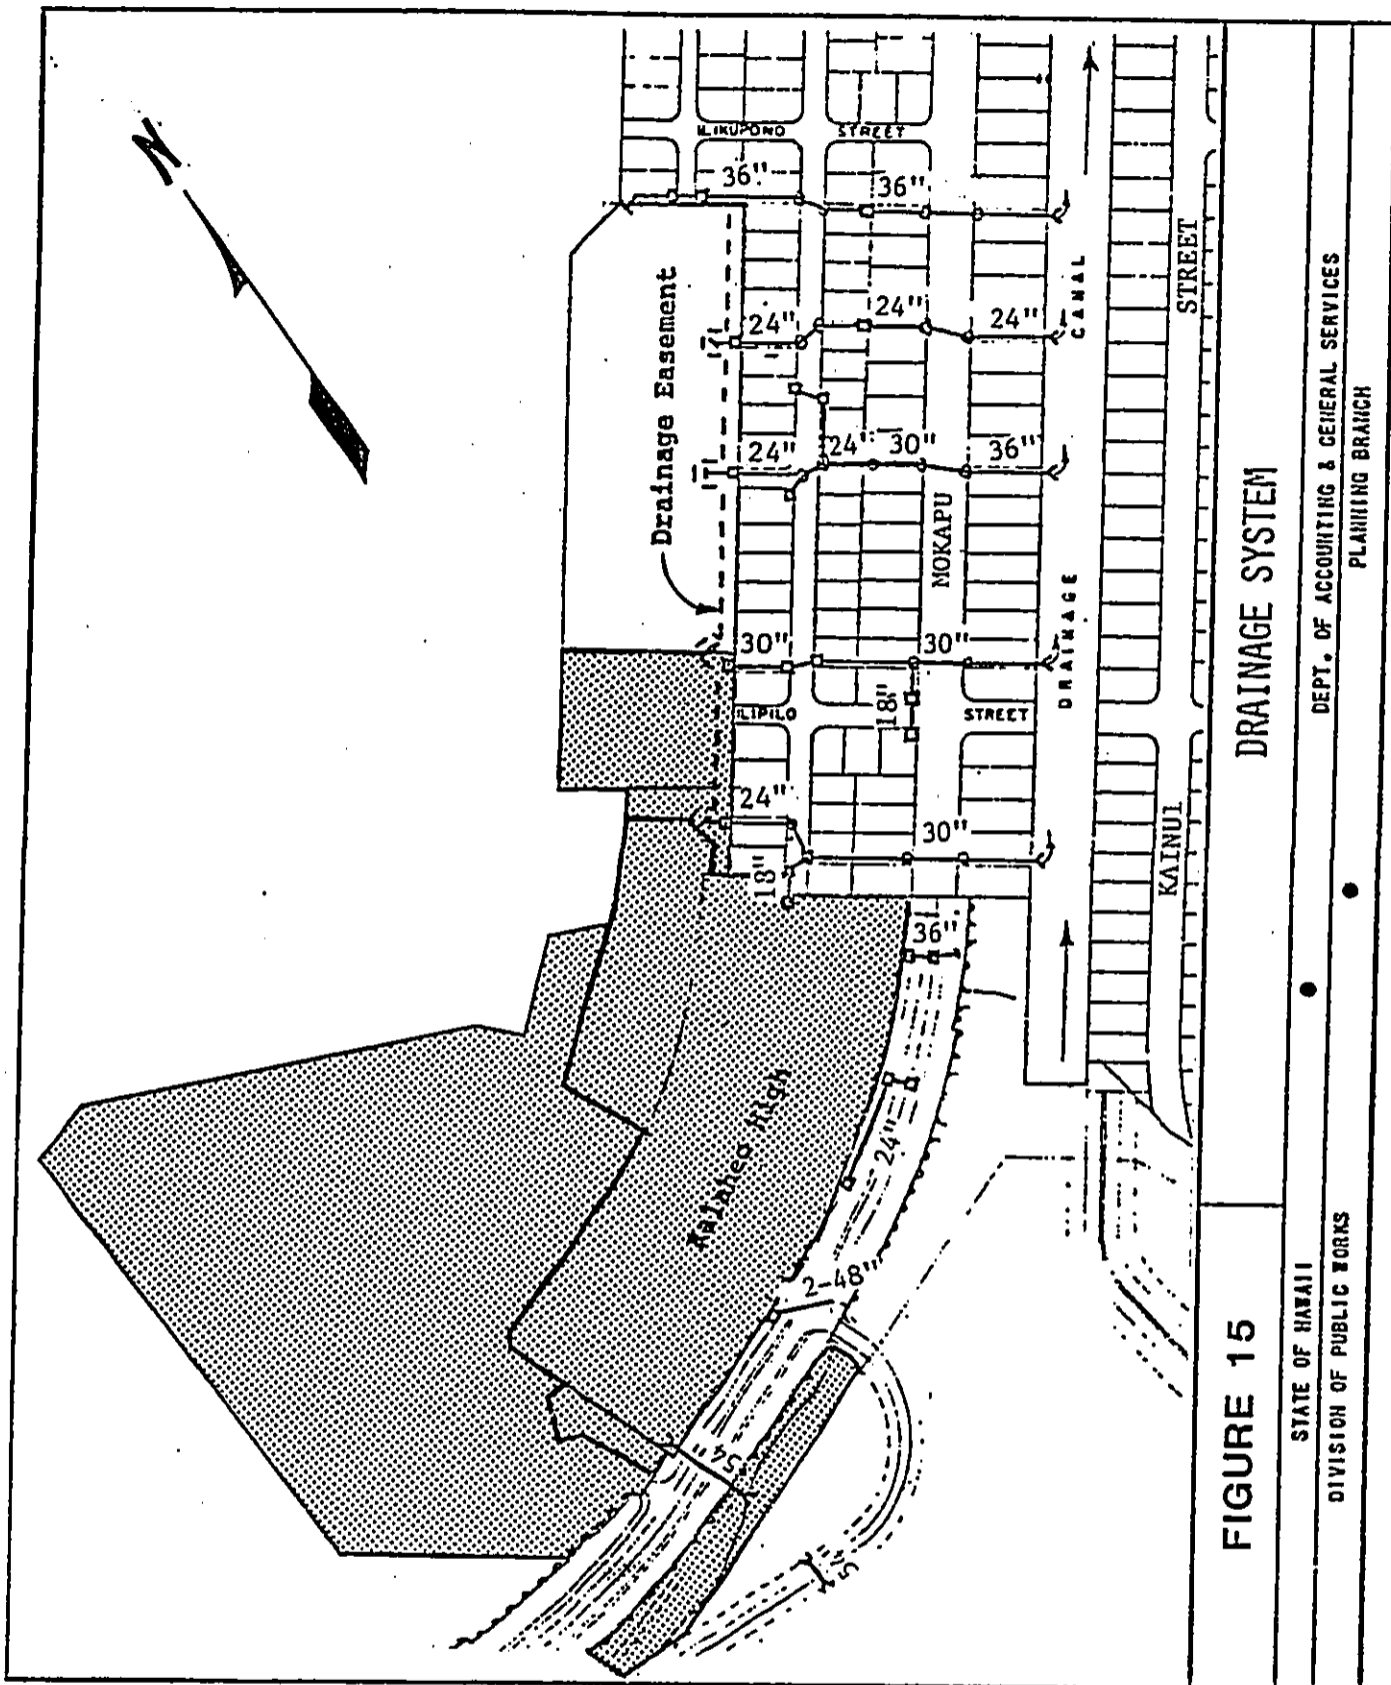 N
ILIKUPONO STREET
36"
36"
24"
24"
24"
CANAL
STREET
Drainage Easement
24"
24"
30"
36"
MOKAPU
DRAINAGE
30"
30"
18"
ILIPILO STREET
24"
30"
18"
KAINUI
36"
Kalaheo High
24"
2-48"
54"
DRAINAGE SYSTEM
FIGURE 15
DEPT. OF ACCOUNTING & GENERAL SERVICES
STATE OF HAWAII
PLANNING BRANCH
DIVISION OF PUBLIC WORKS